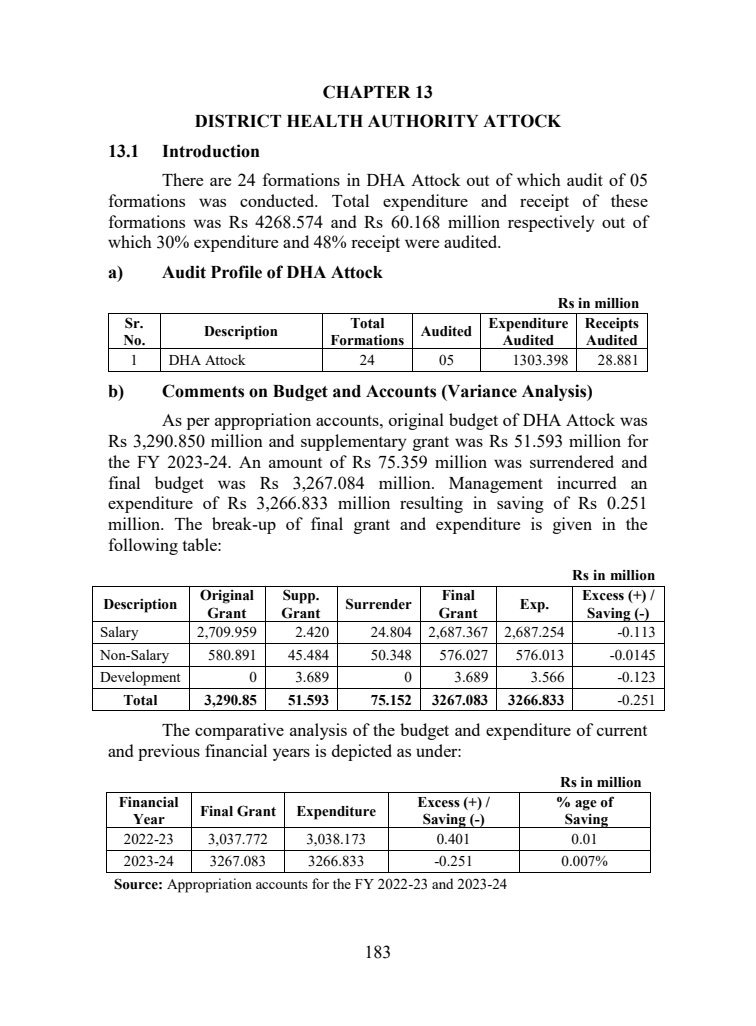 CHAPTER 13
DISTRICT HEALTH AUTHORITY ATTOCK
13.1 Introduction
There are 24 formations in DHA Attock out of which audit of 05
formations was conducted. Total expenditure and receipt of these
formations was Rs 4268.574 and Rs 60.168 million respectively out of
which 30% expenditure and 48% receipt were audited.
a) Audit Profile of DHA Attock
Rs in million
Sr. No. Description Total Formations Audited Expenditure Audited Receipts Audited
1 DHA Attock 24 05 1303.398 28.881
b) Comments on Budget and Accounts (Variance Analysis)
As per appropriation accounts, original budget of DHA Attock was
Rs 3,290.850 million and supplementary grant was Rs 51.593 million for
the FY 2023-24. An amount of Rs 75.359 million was surrendered and
final budget was Rs 3,267.084 million. Management incurred an
expenditure of Rs 3,266.833 million resulting in saving of Rs 0.251
million. The break-up of final grant and expenditure is given in the
following table:
Rs in million
Description Original Grant Supp. Grant Surrender Final Grant Exp. Excess (+) / Saving (-)
Salary 2,709.959 2.420 24.804 2,687.367 2,687.254 -0.113
Non-Salary 580.891 45.484 50.348 576.027 576.013 -0.0145
Development 0 3.689 0 3.689 3.566 -0.123
Total 3,290.85 51.593 75.152 3267.083 3266.833 -0.251
The comparative analysis of the budget and expenditure of current
and previous financial years is depicted as under:
Rs in million
Financial Year Final Grant Expenditure Excess (+) / Saving (-) % age of Saving
2022-23 3,037.772 3,038.173 0.401 0.01
2023-24 3267.083 3266.833 -0.251 0.007%
Source: Appropriation accounts for the FY 2022-23 and 2023-24
183